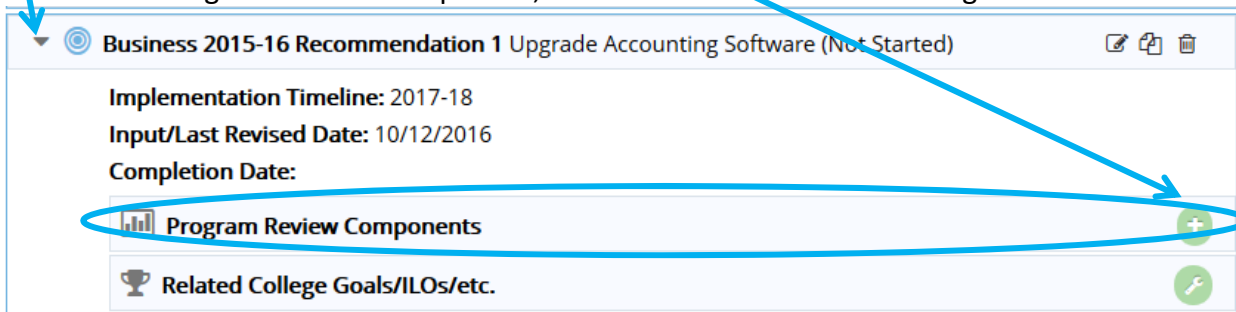 Business 2015-16 Recommendation 1 Upgrade Accounting Software (Not Started)
Implementation Timeline: 2017-18
Input/Last Revised Date: 10/12/2016
Completion Date:
Program Review Components
Related College Goals/ILOs/etc.